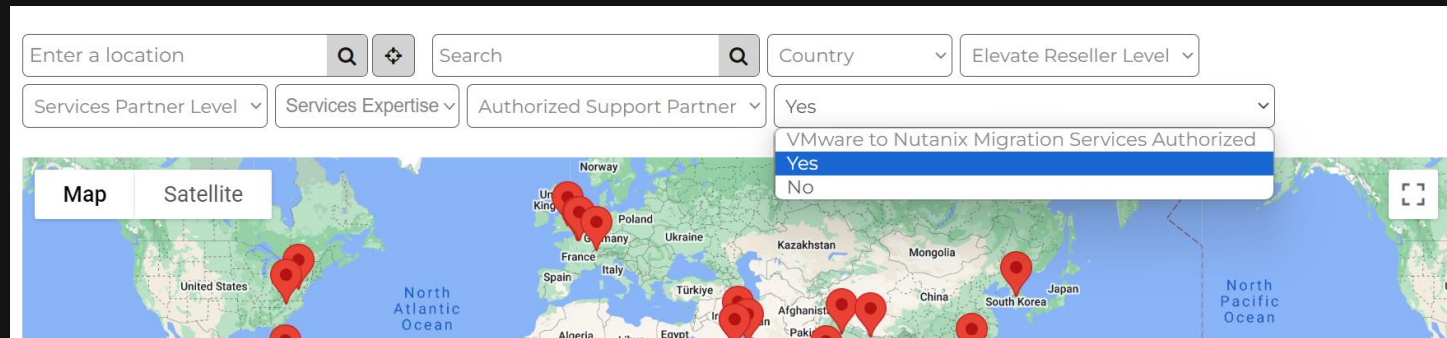 Enter a location
Search
Country
Elevate Reseller Level
Services Partner Level
Services Expertise
Authorized Support Partner
Yes
VMware to Nutanix Migration Services Authorized
Yes
No
Map
Satellite
Norway
Poland
Ukraine
Kazakhstan
Mongolia
France
Italy
Spain
Türkiye
United States
North
Atlantic
Ocean
China
South Korea
Japan
North
Pacific
Ocean
Algeria
Egypt